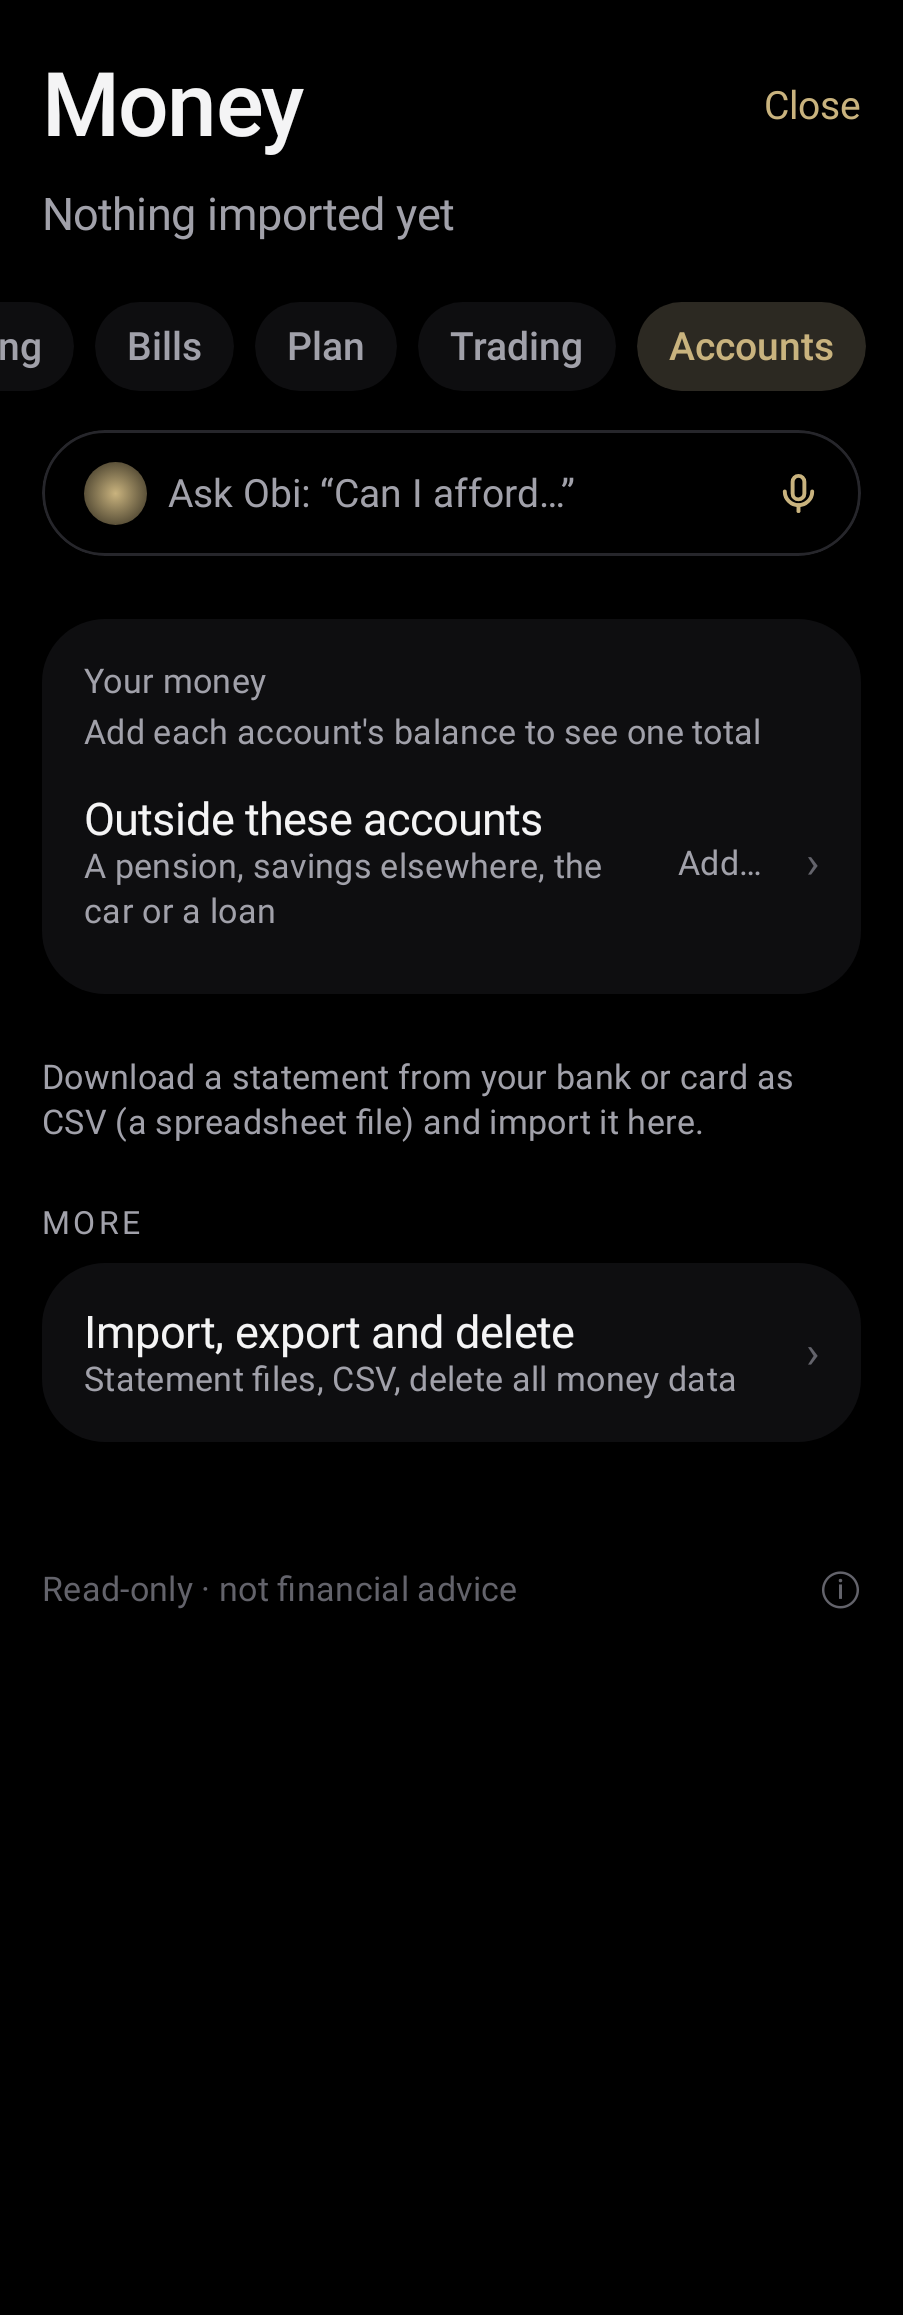 Money
Close
Nothing imported yet
ng
Bills
Plan
Trading
Accounts
Ask Obi: “Can I afford…”
Your money
Add each account's balance to see one total
Outside these accounts
A pension, savings elsewhere, the
car or a loan
Add…
Download a statement from your bank or card as
CSV (a spreadsheet file) and import it here.
MORE
Import, export and delete
Statement files, CSV, delete all money data
Read-only · not financial advice